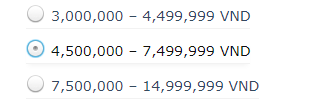 3,000,000 – 4,499,999 VND
4,500,000 – 7,499,999 VND
7,500,000 – 14,999,999 VND